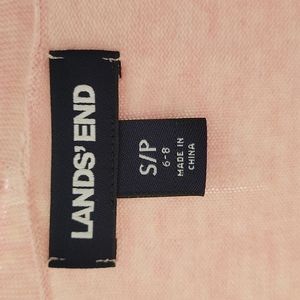 LANDS' END
S/P
6-8
MADE IN
CHINA